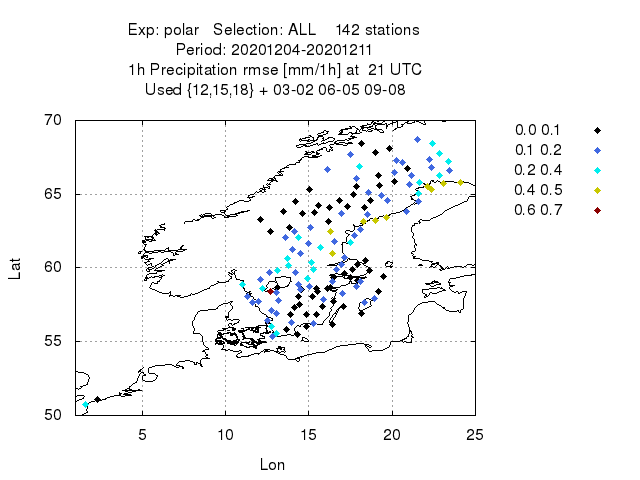 Exp: polar   Selection: ALL    142 stations
Period: 20201204-20201211
1h Precipitation rmse [mm/1h] at  21 UTC
Used {12,15,18} + 03-02 06-05 09-08
70
65
60
55
50
5 10 15 20 25
Lat
Lon
0.0 0.1
0.1 0.2
0.2 0.4
0.4 0.5
0.6 0.7